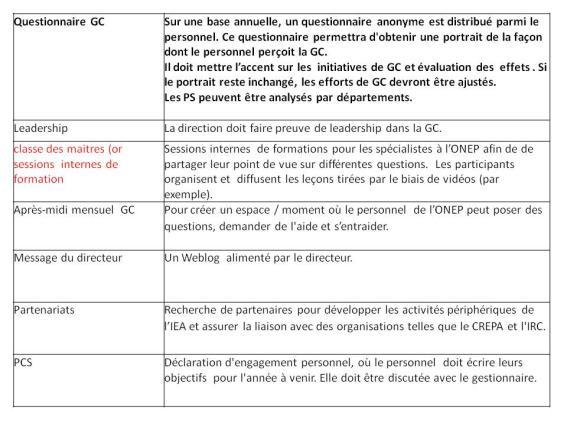 Questionnaire GC
Sur une base annuelle, un questionnaire anonyme est distribué parmi le
personnel. Ce questionnaire permettra d'obtenir une portrait de la façon
dont le personnel perçoit la GC.
Il doit mettre l'accent sur les initiatives de GC et évaluation des effets . Si
le portrait reste inchangé, les efforts de GC devront être ajustés.
Les PS peuvent être analysés par départements.
Leadership
La direction doit faire preuve de leadership dans la GC.
classe des maitres (or
sessions internes de
formation
Sessions internes de formations pour les spécialistes à l'ONEP afin de de
partager leur point de vue sur différentes questions. Les participants
organisent et diffusent les leçons tirées par le biais de vidéos (par
exemple).
Après-midi mensuel GC
Pour créer un espace / moment où le personnel de l'ONEP peut poser des
questions, demander de l'aide et s'entraider.
Message du directeur
Un Weblog alimenté par le directeur.
Partenariats
Recherche de partenaires pour développer les activités périphériques de
l'IEA et assurer la liaison avec des organisations telles que le CREPA et l'IRC.
PCS
Déclaration d'engagement personnel, où le personnel doit écrire leurs
objectifs pour l'année à venir. Elle doit être discutée avec le gestionnaire.